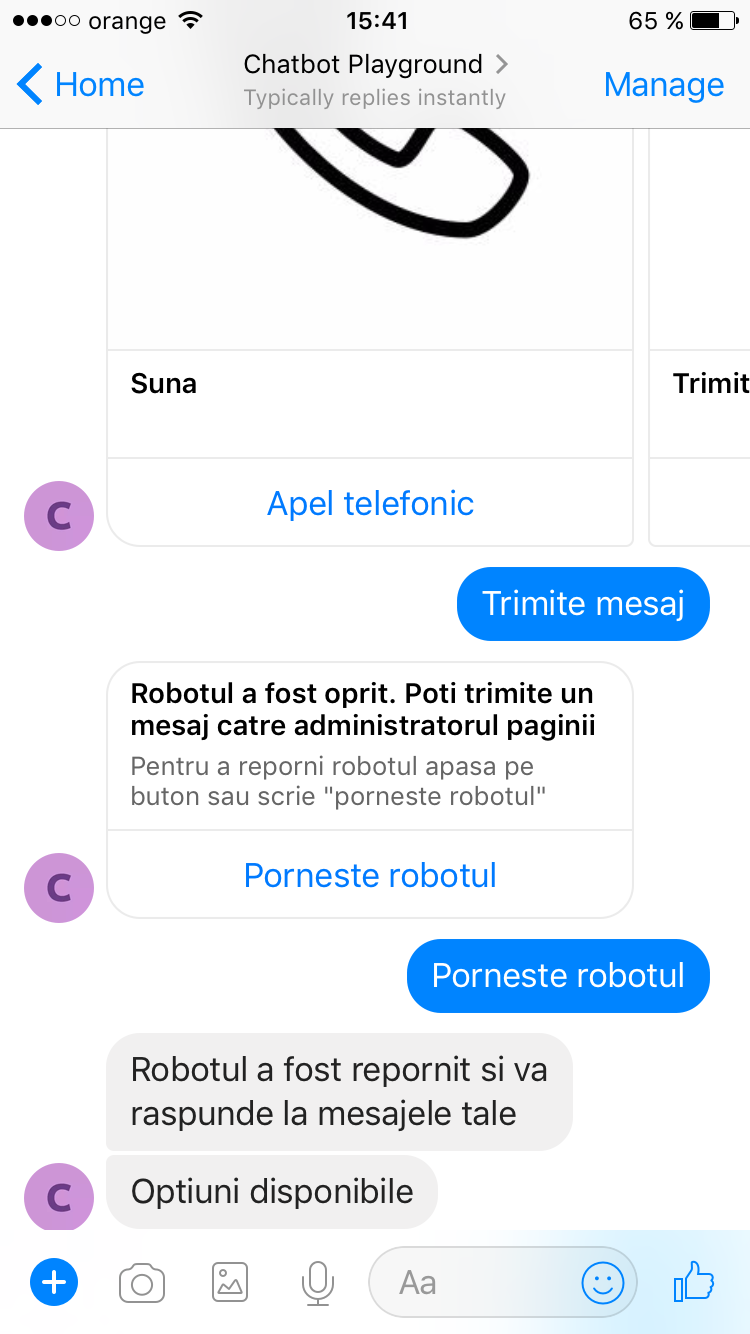 orange 15:41 65 %
Home Chatbot Playground Manage
Typically replies instantly
Suna Trimit
Apel telefonic
C
Trimite mesaj
Robotul a fost oprit. Poti trimite un
mesaj catre administratorul paginii
Pentru a reporni robotul apasa pe
buton sau scrie "porneste robotul"
Porneste robotul
C
Porneste robotul
Robotul a fost repornit si va
raspunde la mesajele tale
Optiuni disponibile
C
Aa